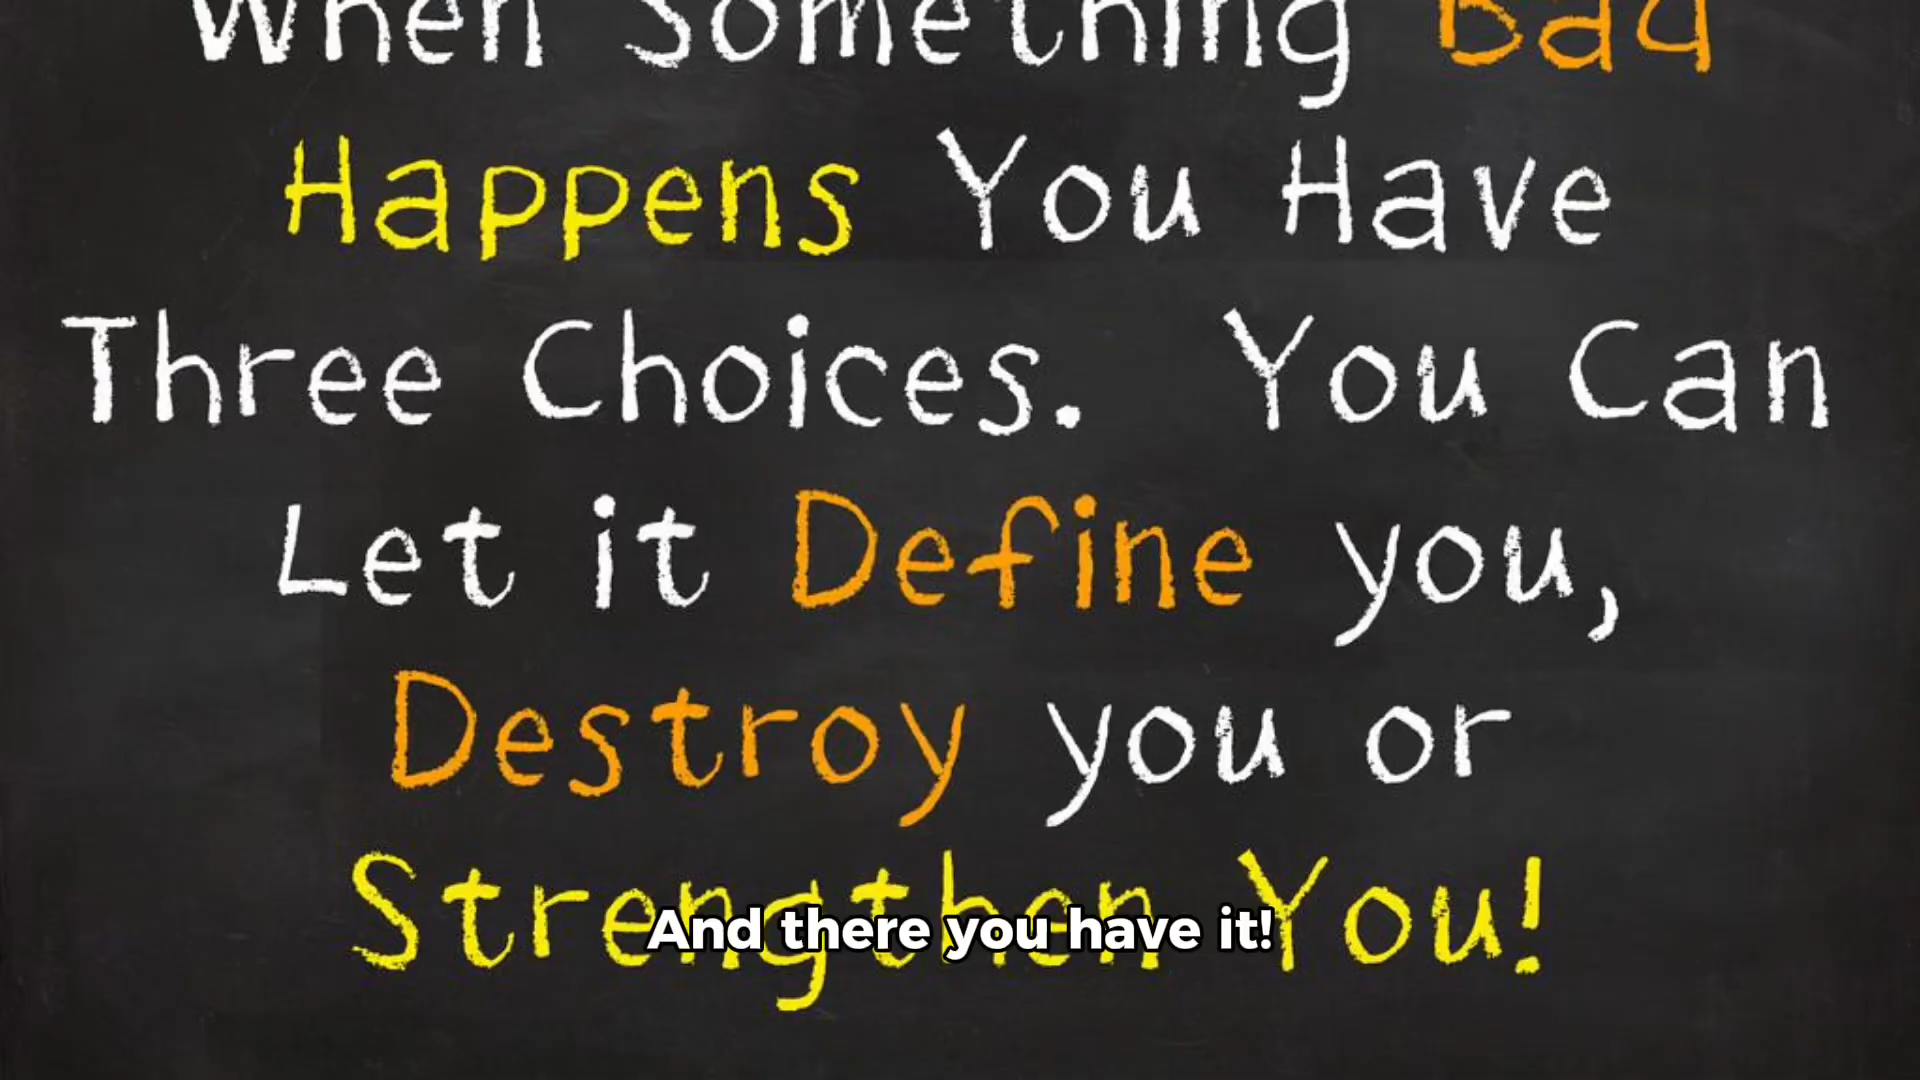 When Something Bad
Happens You Have
Three Choices. You Can
Let it Define you,
Destroy you or
Strengthen You!
And there you have it!